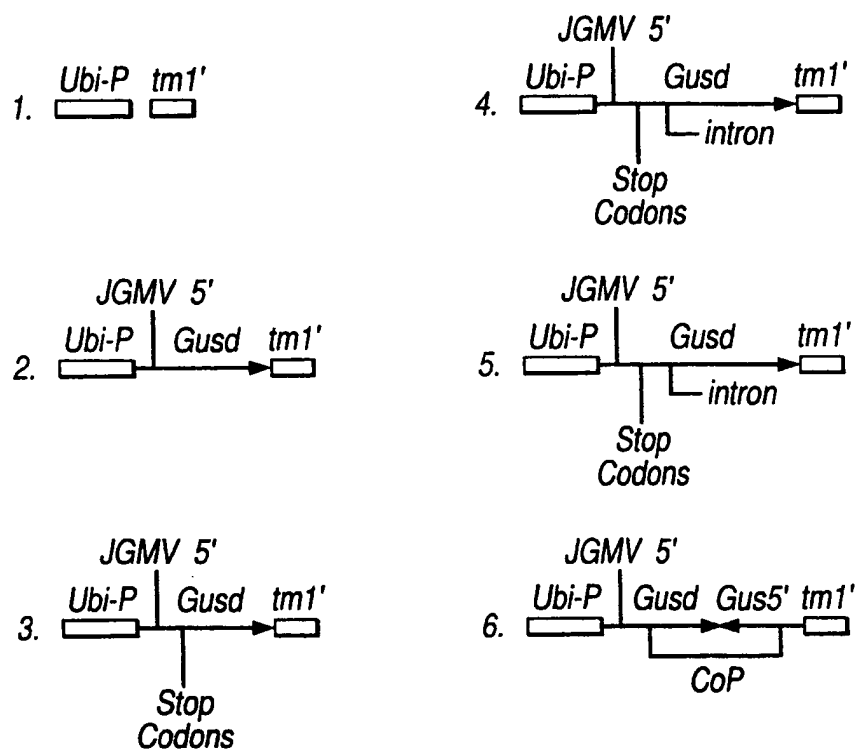 1. Ubi-P tm1'
2. JGMV 5'
Ubi-P Gusd tm1'
3. JGMV 5'
Ubi-P Gusd tm1'
Stop
Codons
4. JGMV 5'
Ubi-P Gusd tm1'
intron
Stop
Codons
5. JGMV 5'
Ubi-P Gusd tm1'
intron
Stop
Codons
6. JGMV 5'
Ubi-P Gusd Gus5' tm1'
CoP